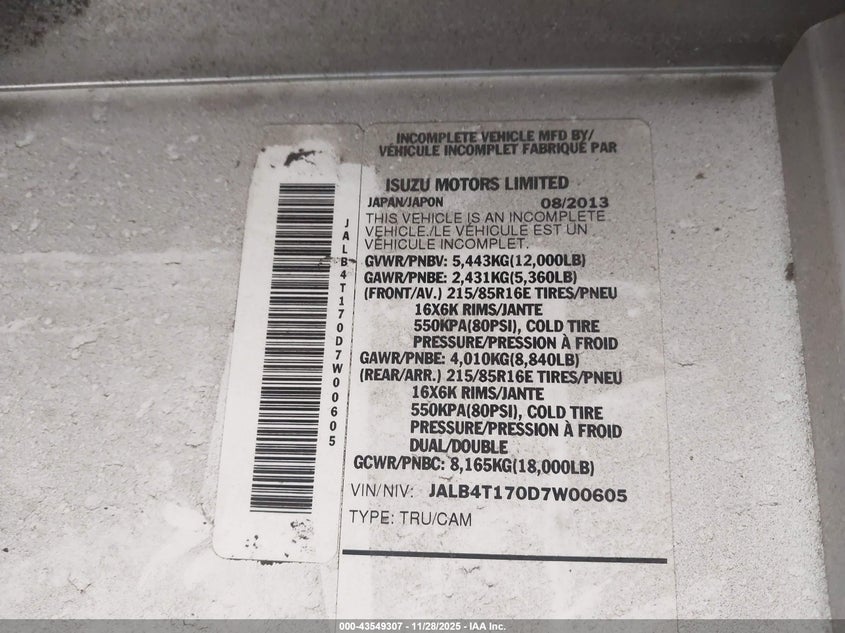 INCOMPLETE VEHICLE MFD BY/
VÉHICULE INCOMPLET FABRIQUÉ PAR
ISUZU MOTORS LIMITED
JAPAN/JAPON 08/2013
THIS VEHICLE IS AN INCOMPLETE
VEHICLE./LE VÉHICULE EST UN
VÉHICULE INCOMPLET.
GVWR/PNBV: 5,443KG(12,000LB)
GAWR/PNBE: 2,431KG(5,360LB)
(FRONT/AV.) 215/85R16E TIRES/PNEU
16X6K RIMS/JANTE
550KPA(80PSI), COLD TIRE
PRESSURE/PRESSION À FROID
GAWR/PNBE: 4,010KG(8,840LB)
(REAR/ARR.) 215/85R16E TIRES/PNEU
16X6K RIMS/JANTE
550KPA(80PSI), COLD TIRE
PRESSURE/PRESSION À FROID
DUAL/DOUBLE
GCWR/PNBC: 8,165KG(18,000LB)
VIN/NIV: JALB4T170D7W00605
TYPE: TRU/CAM
JALB4T170D7W00605
000-43549307 - 11/28/2025 - IAA Inc.